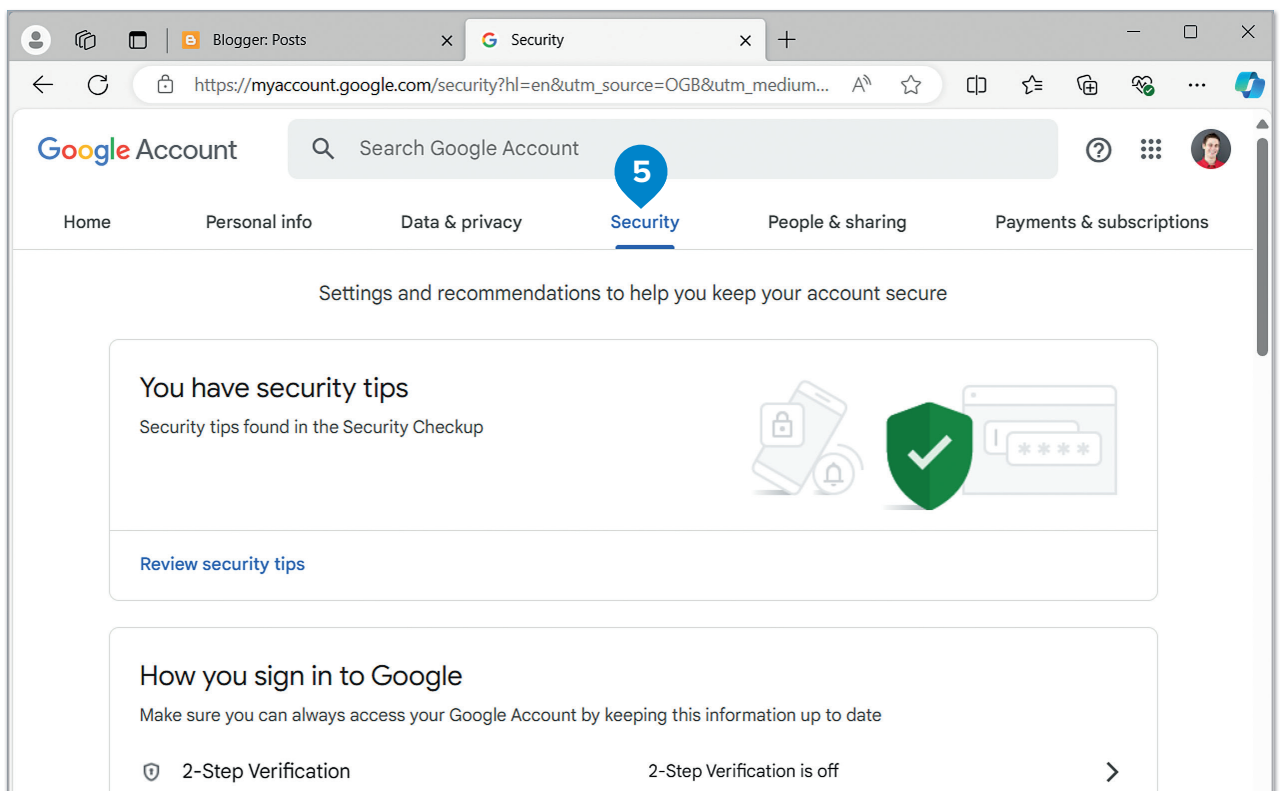 Blogger: Posts
Security
https://myaccount.google.com/security?hl=en&utm_source=OGB&utm_medium...
Google Account
Search Google Account
5
Home Personal info Data & privacy Security People & sharing Payments & subscriptions
Settings and recommendations to help you keep your account secure
You have security tips
Security tips found in the Security Checkup
****
Review security tips
How you sign in to Google
Make sure you can always access your Google Account by keeping this information up to date
2-Step Verification 2-Step Verification is off